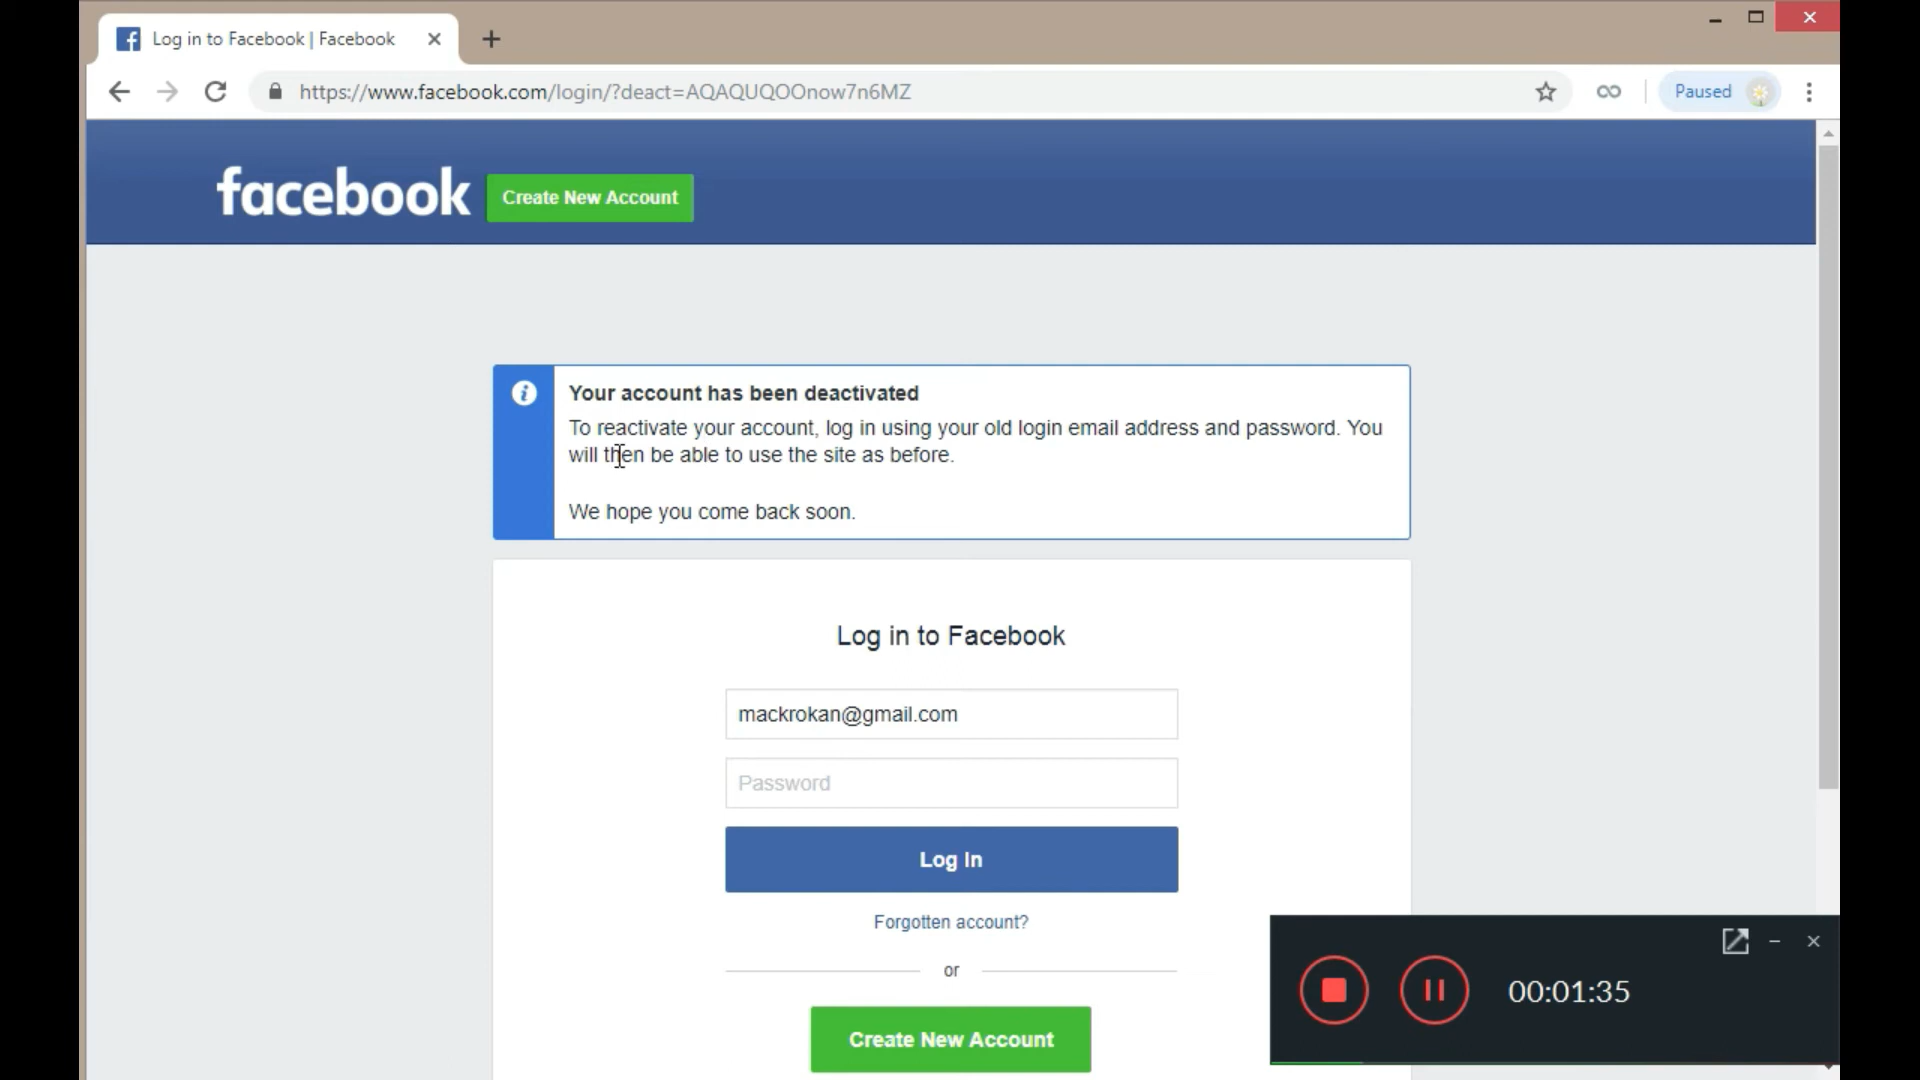 Log in to Facebook | Facebook
https://www.facebook.com/login/?deact=AQAQUQOOnow7n6MZ
Paused
facebook
Create New Account
Your account has been deactivated
To reactivate your account, log in using your old login email address and password. You
will then be able to use the site as before.
We hope you come back soon.
Log in to Facebook
mackrokan@gmail.com
Password
Log In
Forgotten account?
or
Create New Account
00:01:35